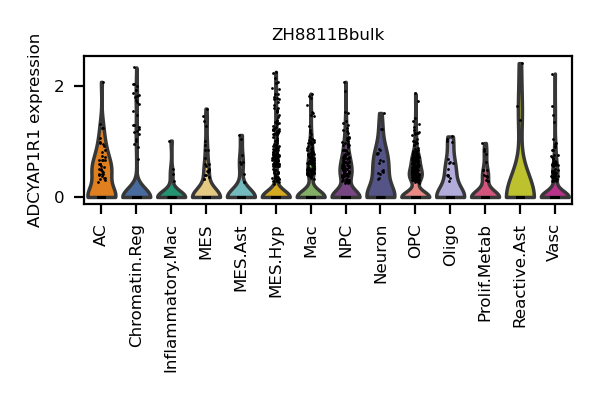 ZH8811Bbulk
ADCYAP1R1 expression
2
0
AC
Chromatin.Reg
Inflammatory.Mac
MES
MES.Ast
MES.Hyp
Mac
NPC
Neuron
OPC
Oligo
Prolif.Metab
Reactive.Ast
Vasc